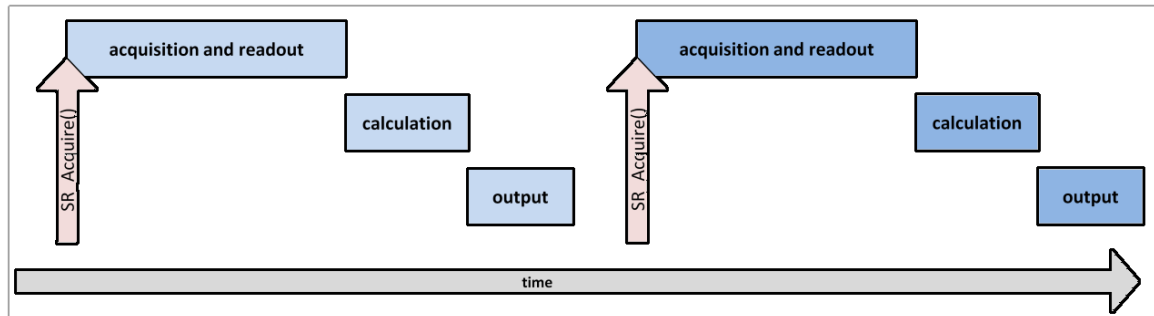 acquisition and readout
acquisition and readout
SR_Acquire()
calculation
SR_Acquire()
calculation
output
output
time